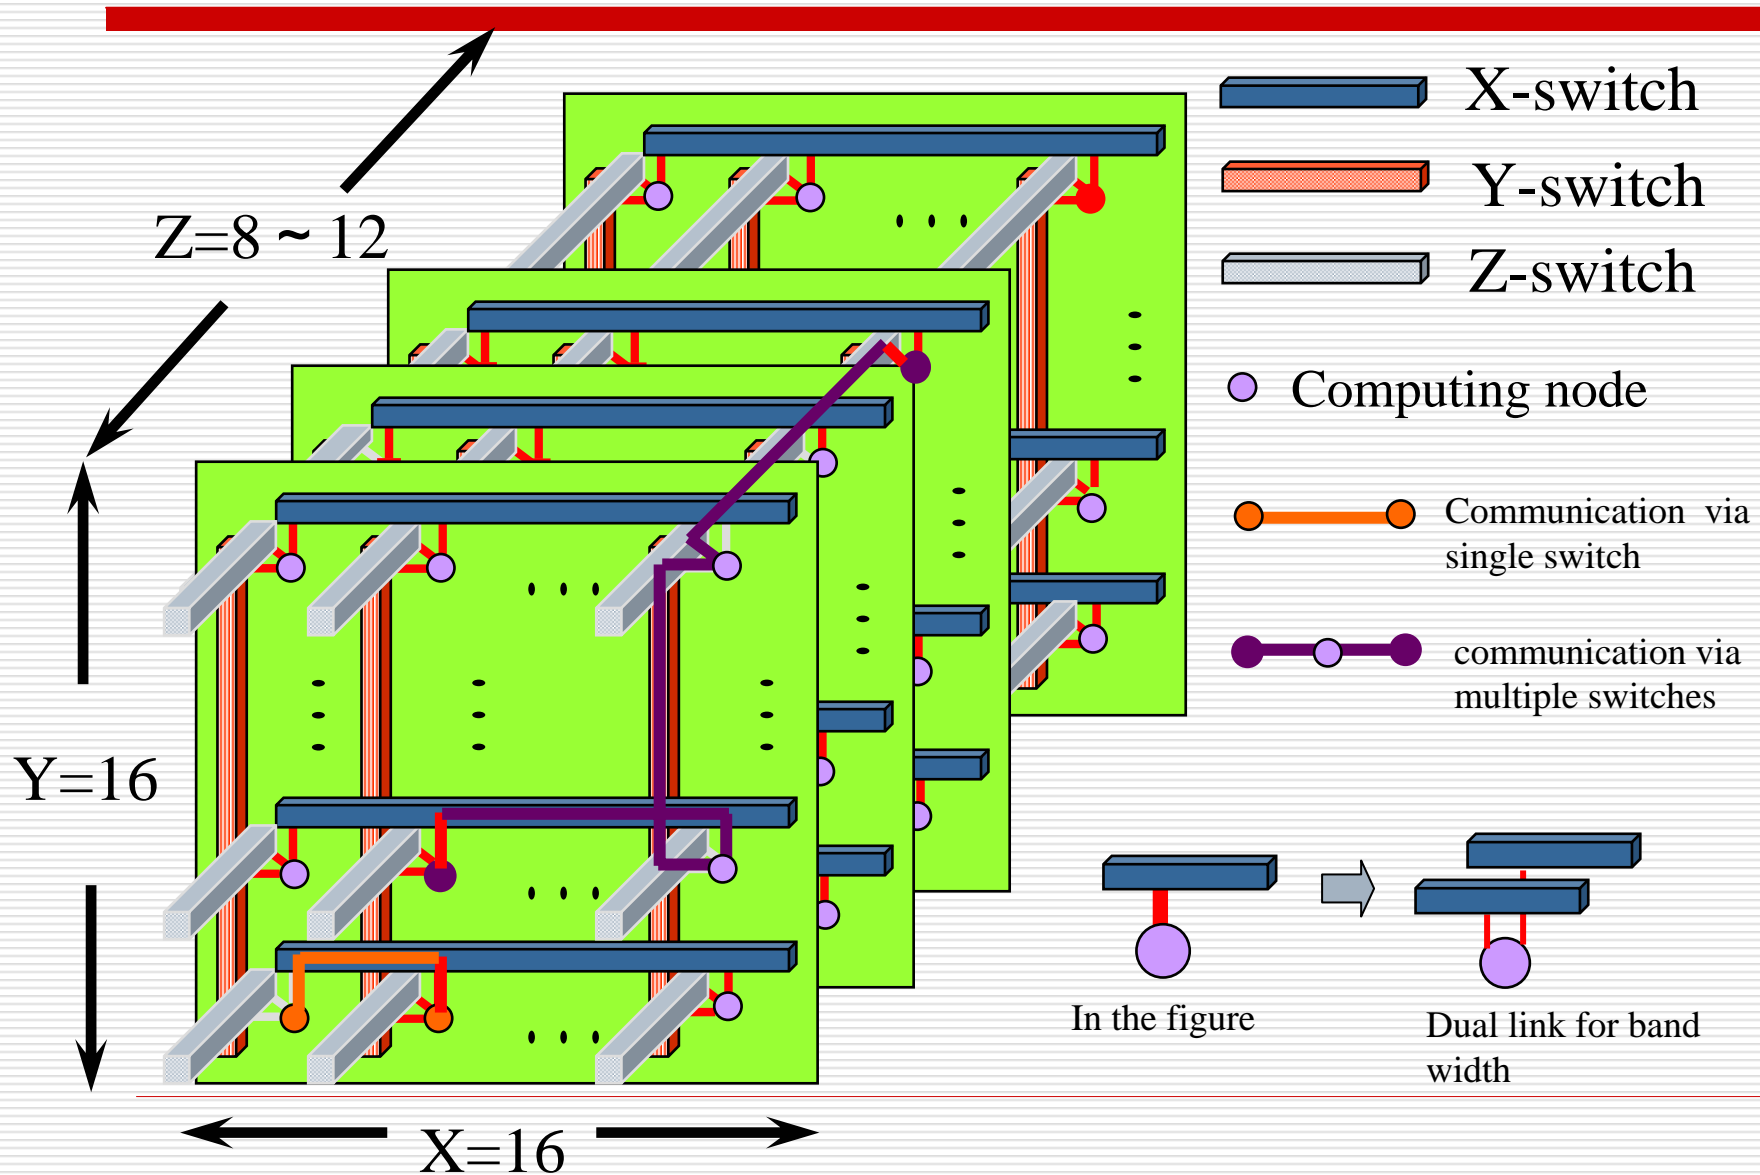 X-switch
Y-switch
Z-switch
Z=8 ~ 12
Computing node
Communication via
single switch
communication via
multiple switches
Y=16
In the figure
Dual link for band
width
X=16